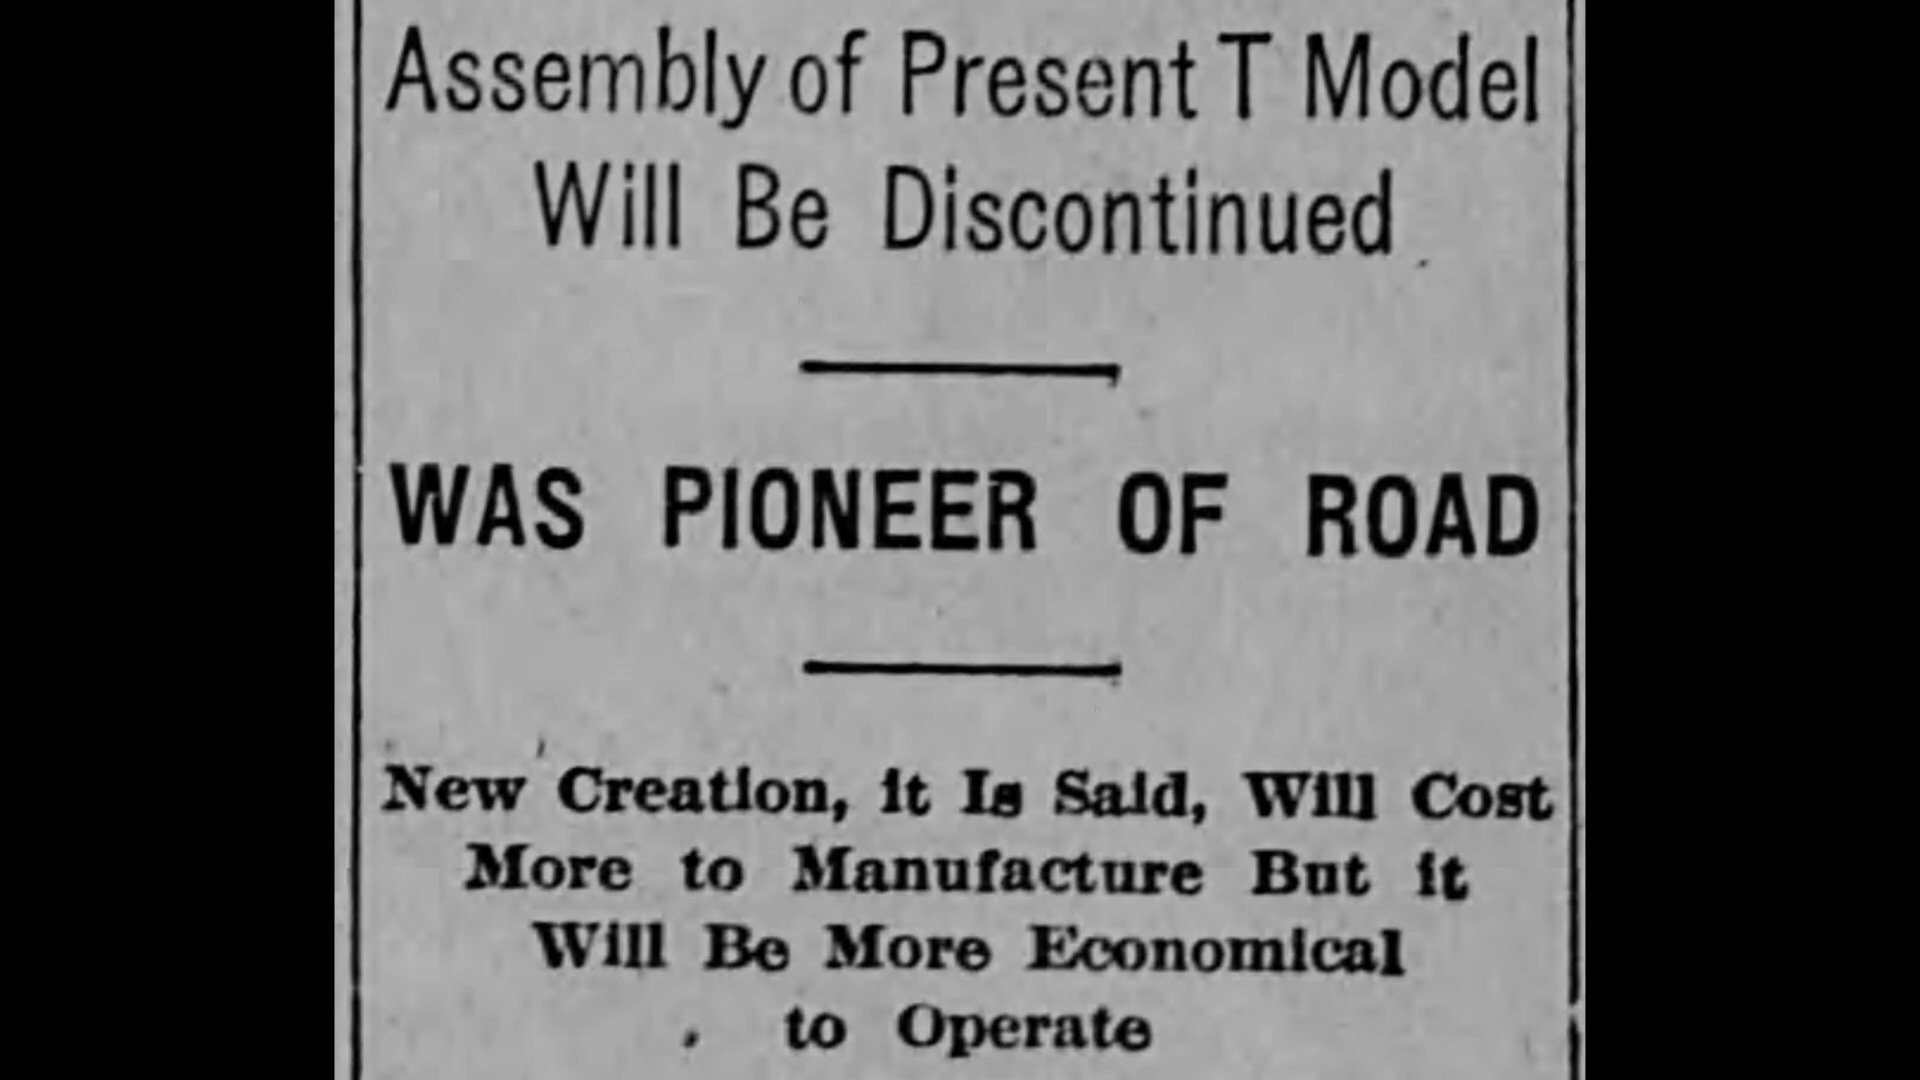 Assembly of Present T Model
Will Be Discontinued
WAS PIONEER OF ROAD
New Creation, it Is Said, Will Cost
More to Manufacture But it
Will Be More Economical
to Operate